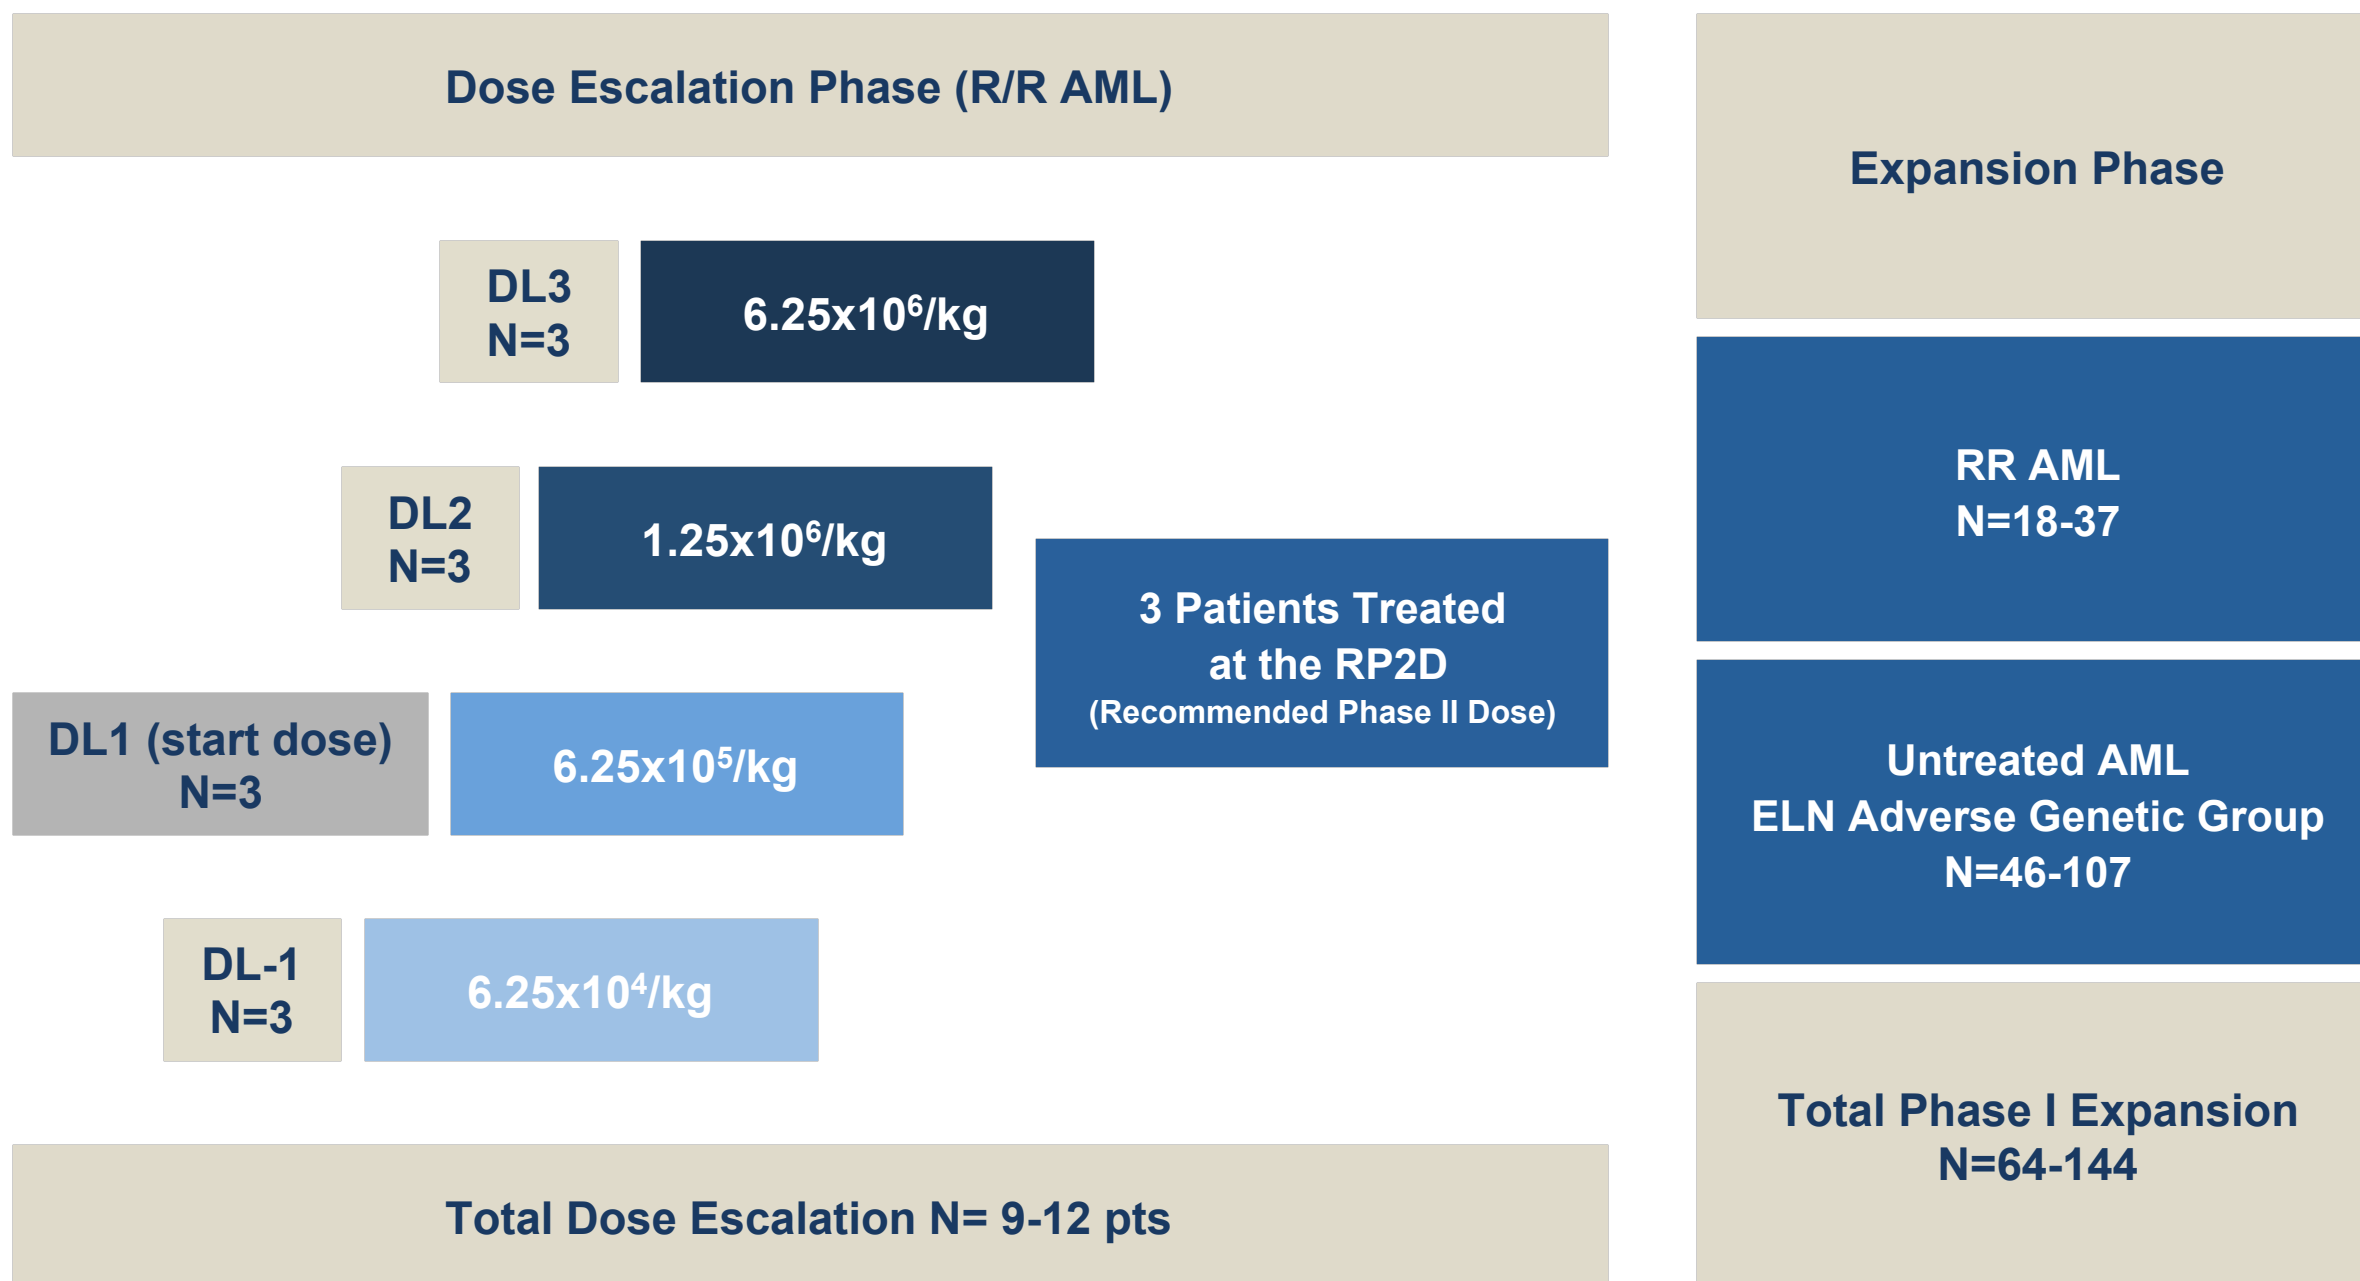 Dose Escalation Phase (R/R AML)
DL3
N=3
6.25x10⁶/kg
DL2
N=3
1.25x10⁶/kg
3 Patients Treated
at the RP2D
(Recommended Phase II Dose)
DL1 (start dose)
N=3
6.25x10⁵/kg
DL-1
N=3
6.25x10⁴/kg
Total Dose Escalation N= 9-12 pts
Expansion Phase
RR AML
N=18-37
Untreated AML
ELN Adverse Genetic Group
N=46-107
Total Phase I Expansion
N=64-144